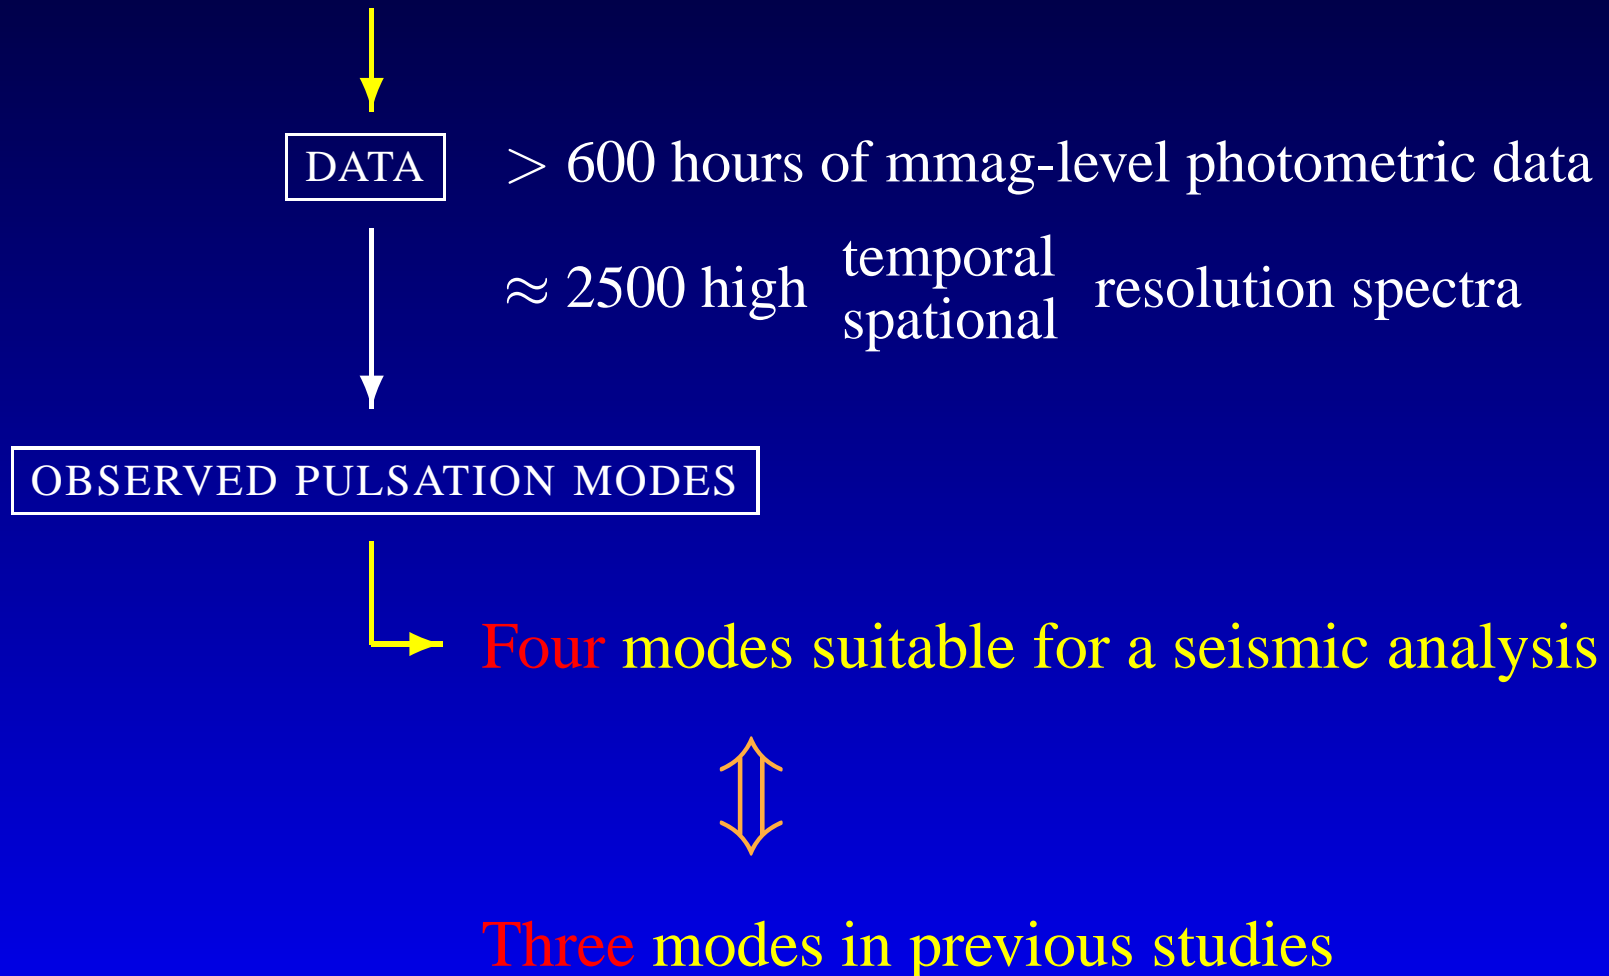 DATA > 600 hours of mmag-level photometric data
temporal
≈ 2500 high resolution spectra
spational
OBSERVED PULSATION MODES
Four modes suitable for a seismic analysis
Three modes in previous studies